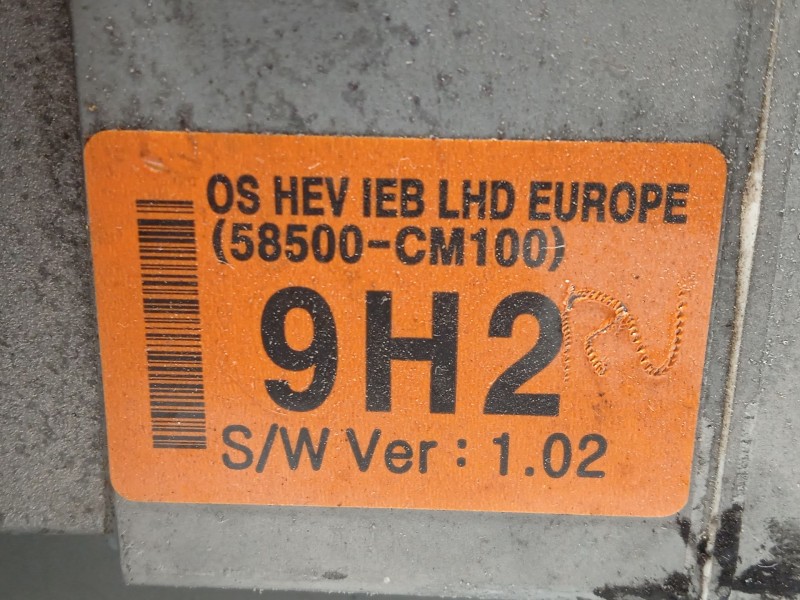 OS HEV IEB LHD EUROPE
(58500-CM100)
9H2
S/W Ver : 1.02